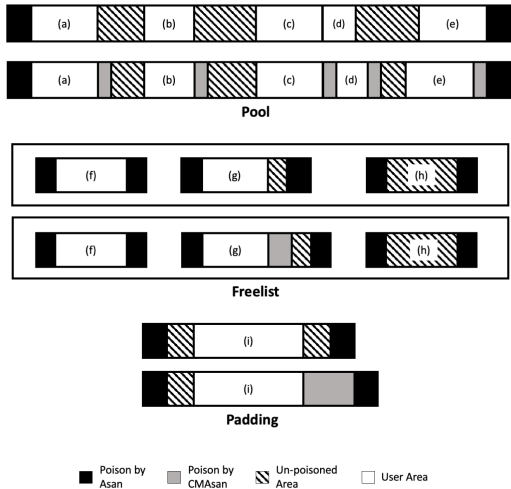 (a) (b) (c) (d) (e)
(a) (b) (c) (d) (e)
Pool
(f) (g) (h)
(f) (g) (h)
Freelist
(i)
(i)
Padding
Poison by Asan
Poison by CMAsan
Un-poisoned Area
User Area